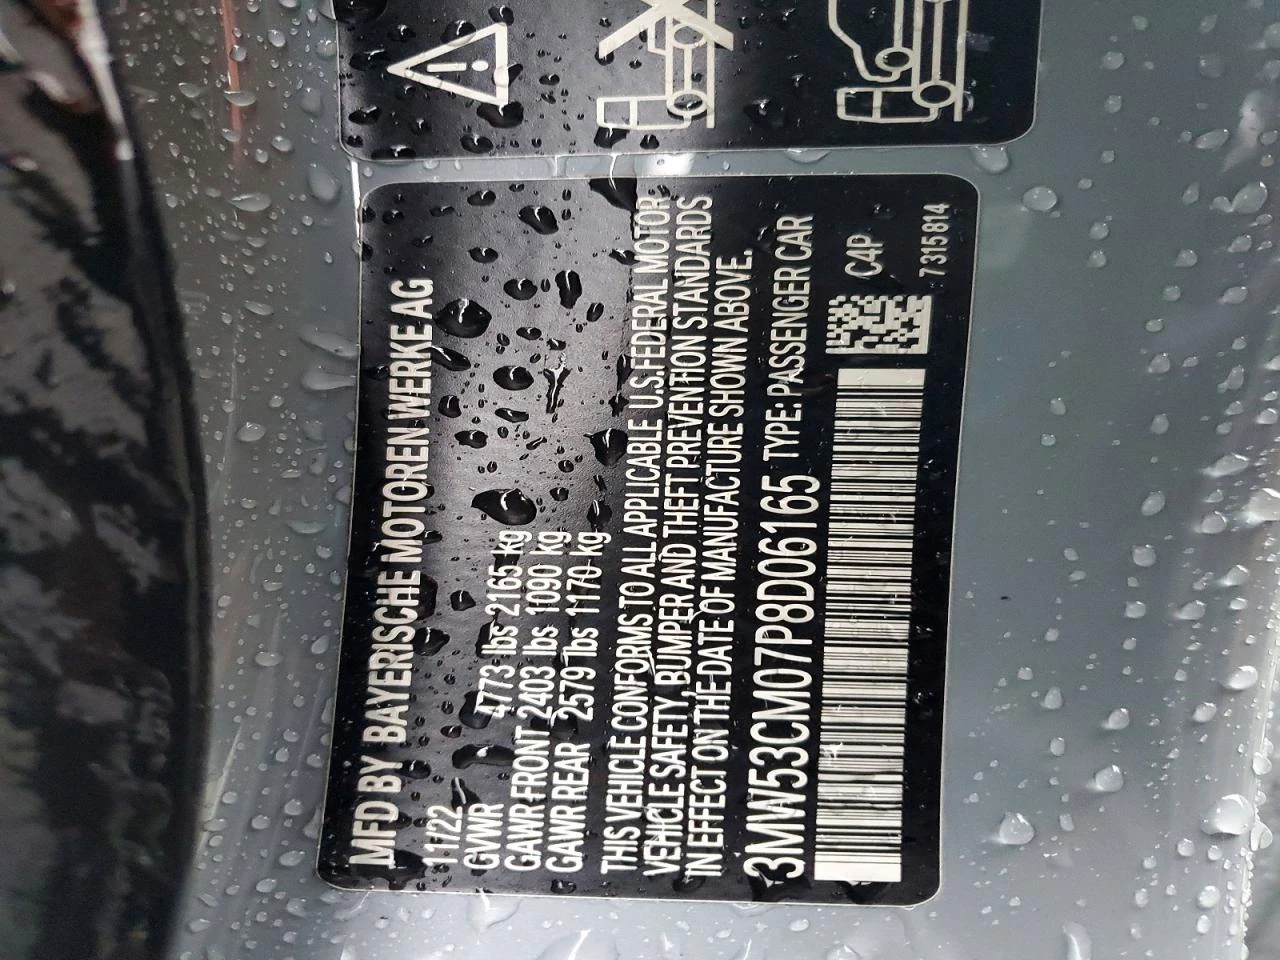 MFD BY BAYERISCHE MOTOREN WERKE AG
11/22
GVWR 4773 lbs 2165 kg
GAWR FRONT 2403 lbs 1090 kg
GAWR REAR 2579 lbs 1170 kg
THIS VEHICLE CONFORMS TO ALL APPLICABLE U.S.FEDERAL MOTOR
VEHICLE SAFETY, BUMPER AND THEFT PREVENTION STANDARDS
IN EFFECT ON THE DATE OF MANUFACTURE SHOWN ABOVE.
3MW53CM07P8D06165 TYPE: PASSENGER CAR
C4P
7315814